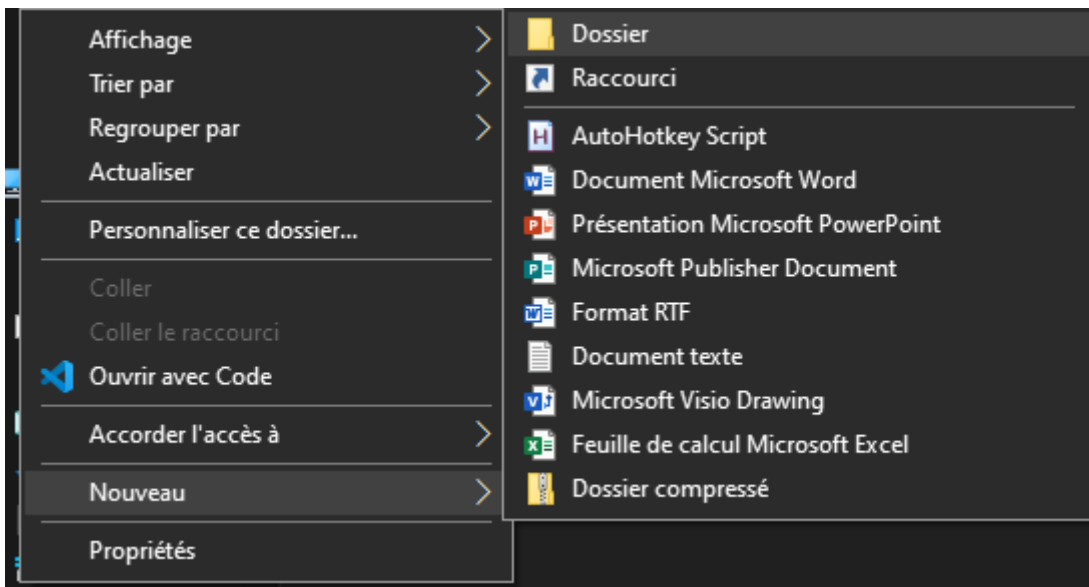 Affichage
Trier par
Regrouper par
Actualiser
Personnaliser ce dossier...
Coller
Coller le raccourci
Ouvrir avec Code
Accorder l'accès à
Nouveau
Propriétés
Dossier
Raccourci
AutoHotkey Script
Document Microsoft Word
Présentation Microsoft PowerPoint
Microsoft Publisher Document
Format RTF
Document texte
Microsoft Visio Drawing
Feuille de calcul Microsoft Excel
Dossier compressé